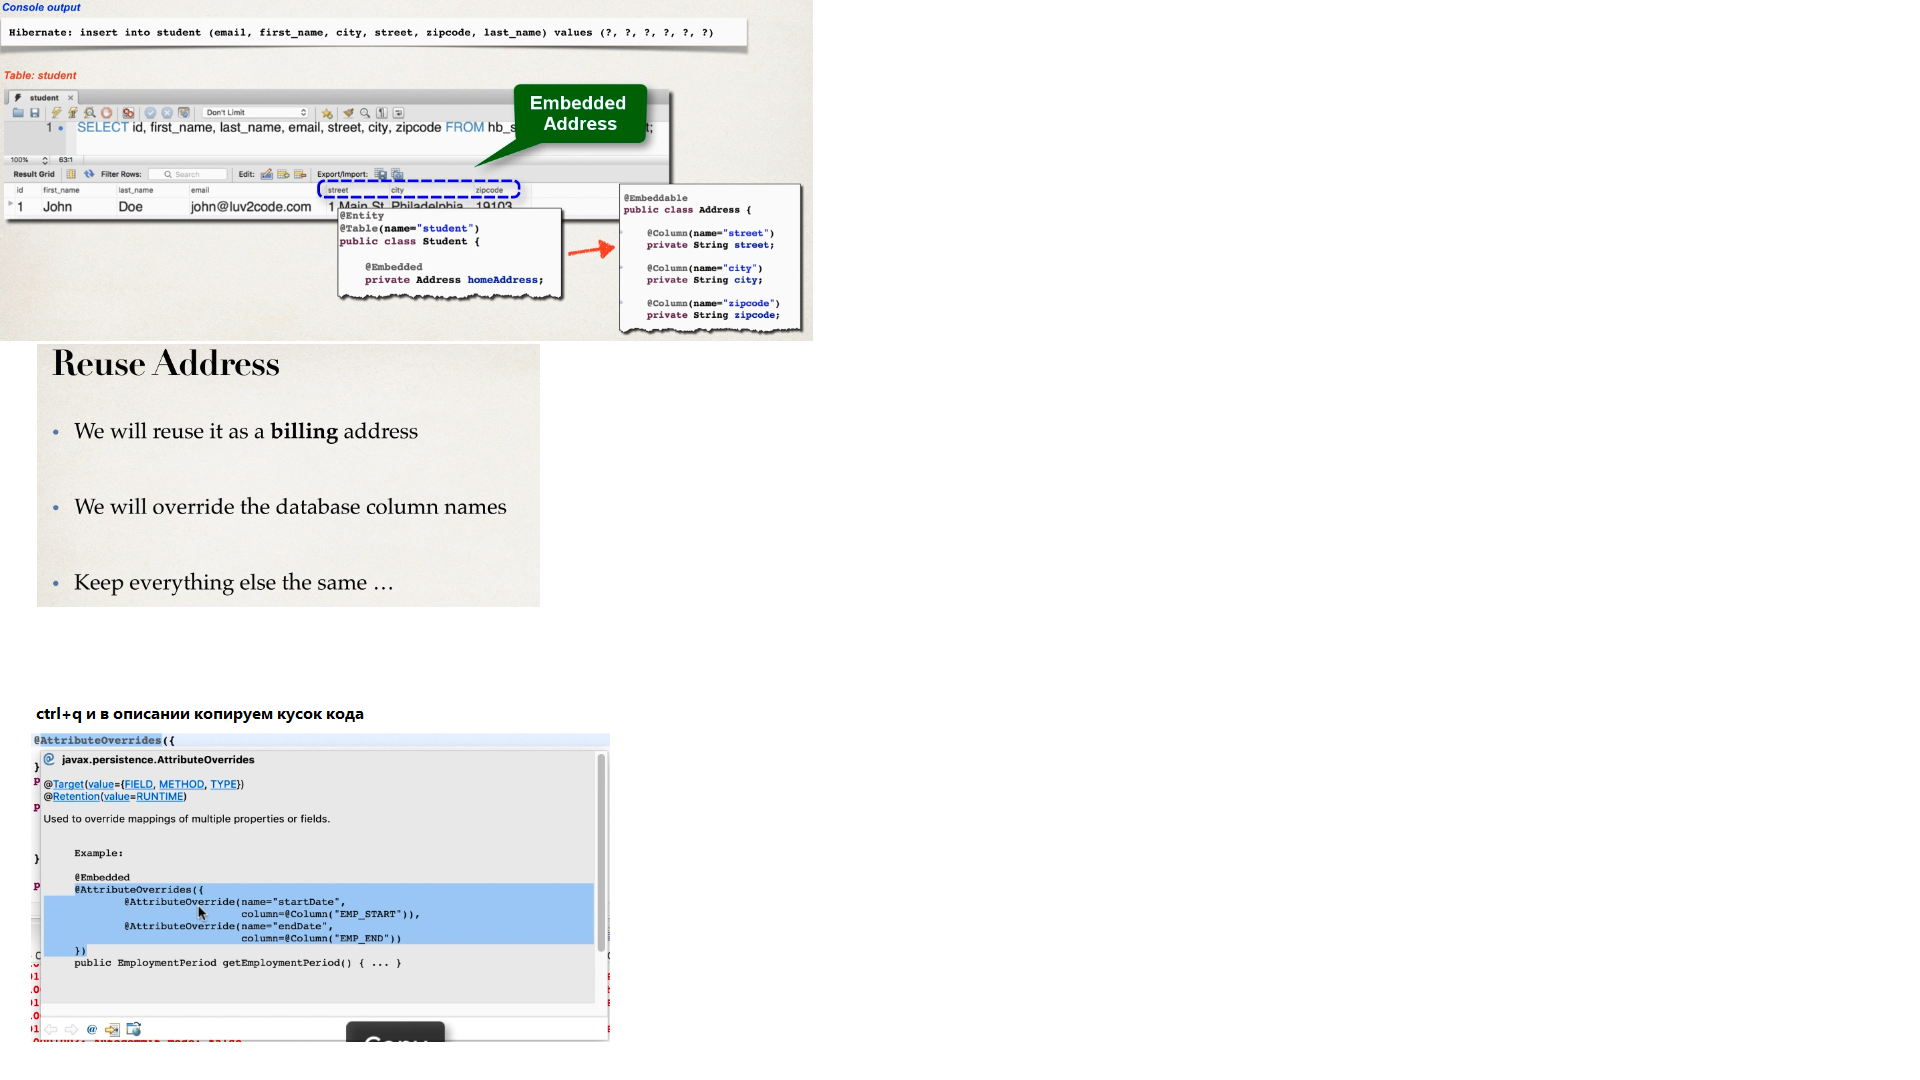 Console output
Hibernate: insert into student (email, first_name, city, street, zipcode, last_name) values (?, ?, ?, ?, ?, ?)
Table: student
student
Don't Limit
1 SELECT id, first_name, last_name, email, street, city, zipcode FROM hb_s t;
Embedded
Address
100% 63:1
Result Grid Filter Rows: Search Edit: Export/Import:
id first_name last_name email street city zipcode
1 John Doe john@luv2code.com 1 Main St Philadelphia 19103
@Entity
@Table(name="student")
public class Student {
@Embedded
private Address homeAddress;
@Embeddable
public class Address {
@Column(name="street")
private String street;
@Column(name="city")
private String city;
@Column(name="zipcode")
private String zipcode;
Reuse Address
• We will reuse it as a billing address
• We will override the database column names
• Keep everything else the same …
ctrl+q и в описании копируем кусок кода
@AttributeOverrides({
javax.persistence.AttributeOverrides
@Target(value={FIELD, METHOD, TYPE})
@Retention(value=RUNTIME)
Used to override mappings of multiple properties or fields.
Example:
@Embedded
@AttributeOverrides({
@AttributeOverride(name="startDate",
column=@Column("EMP_START")),
@AttributeOverride(name="endDate",
column=@Column("EMP_END"))
})
public EmploymentPeriod getEmploymentPeriod() { ... }